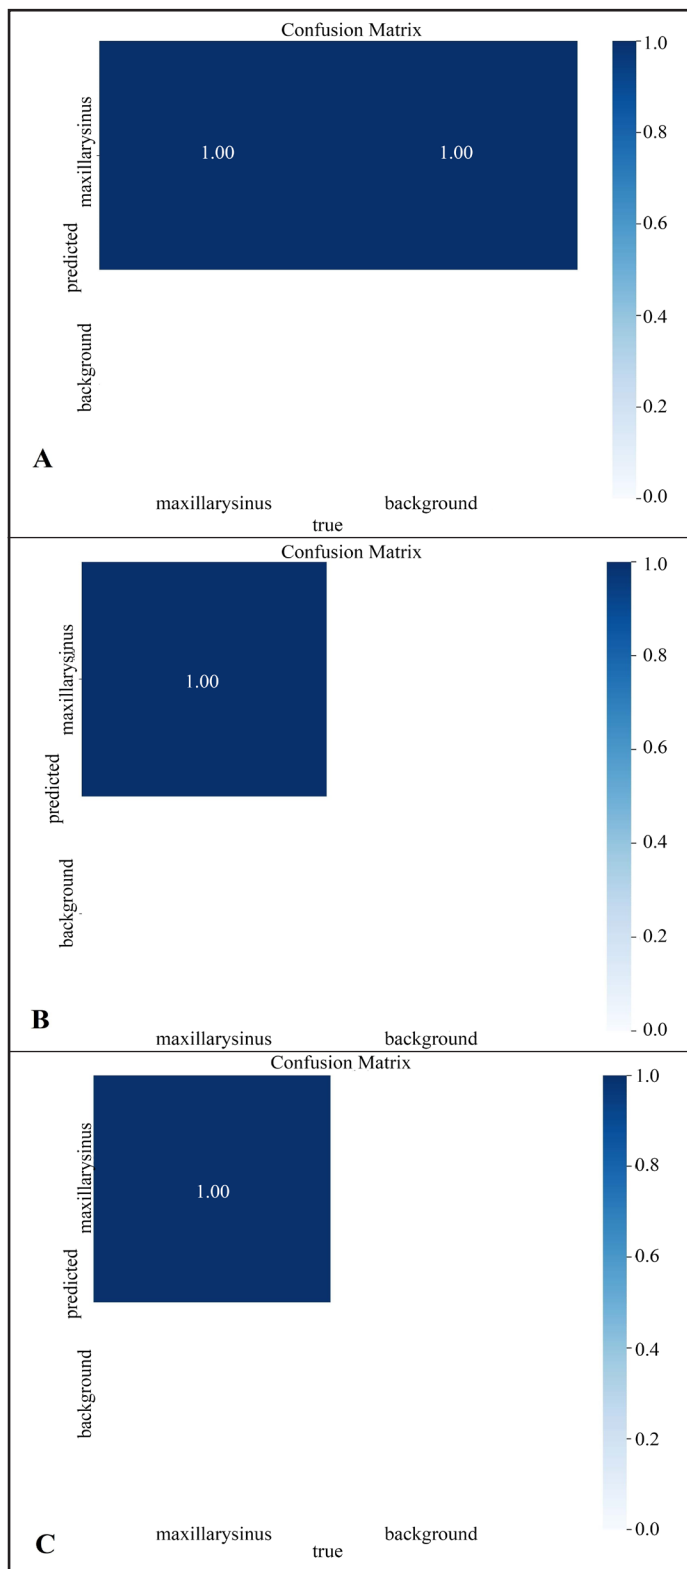 Confusion Matrix
maxillarysinus
predicted
background
1.00
1.00
1.0
0.8
0.6
0.4
0.2
0.0
A
maxillarysinus background
true
Confusion Matrix
maxillarysinus
predicted
background
1.00
1.0
0.8
0.6
0.4
0.2
0.0
B
maxillarysinus background
Confusion Matrix
maxillarysinus
predicted
background
1.00
1.0
0.8
0.6
0.4
0.2
0.0
C
maxillarysinus background
true